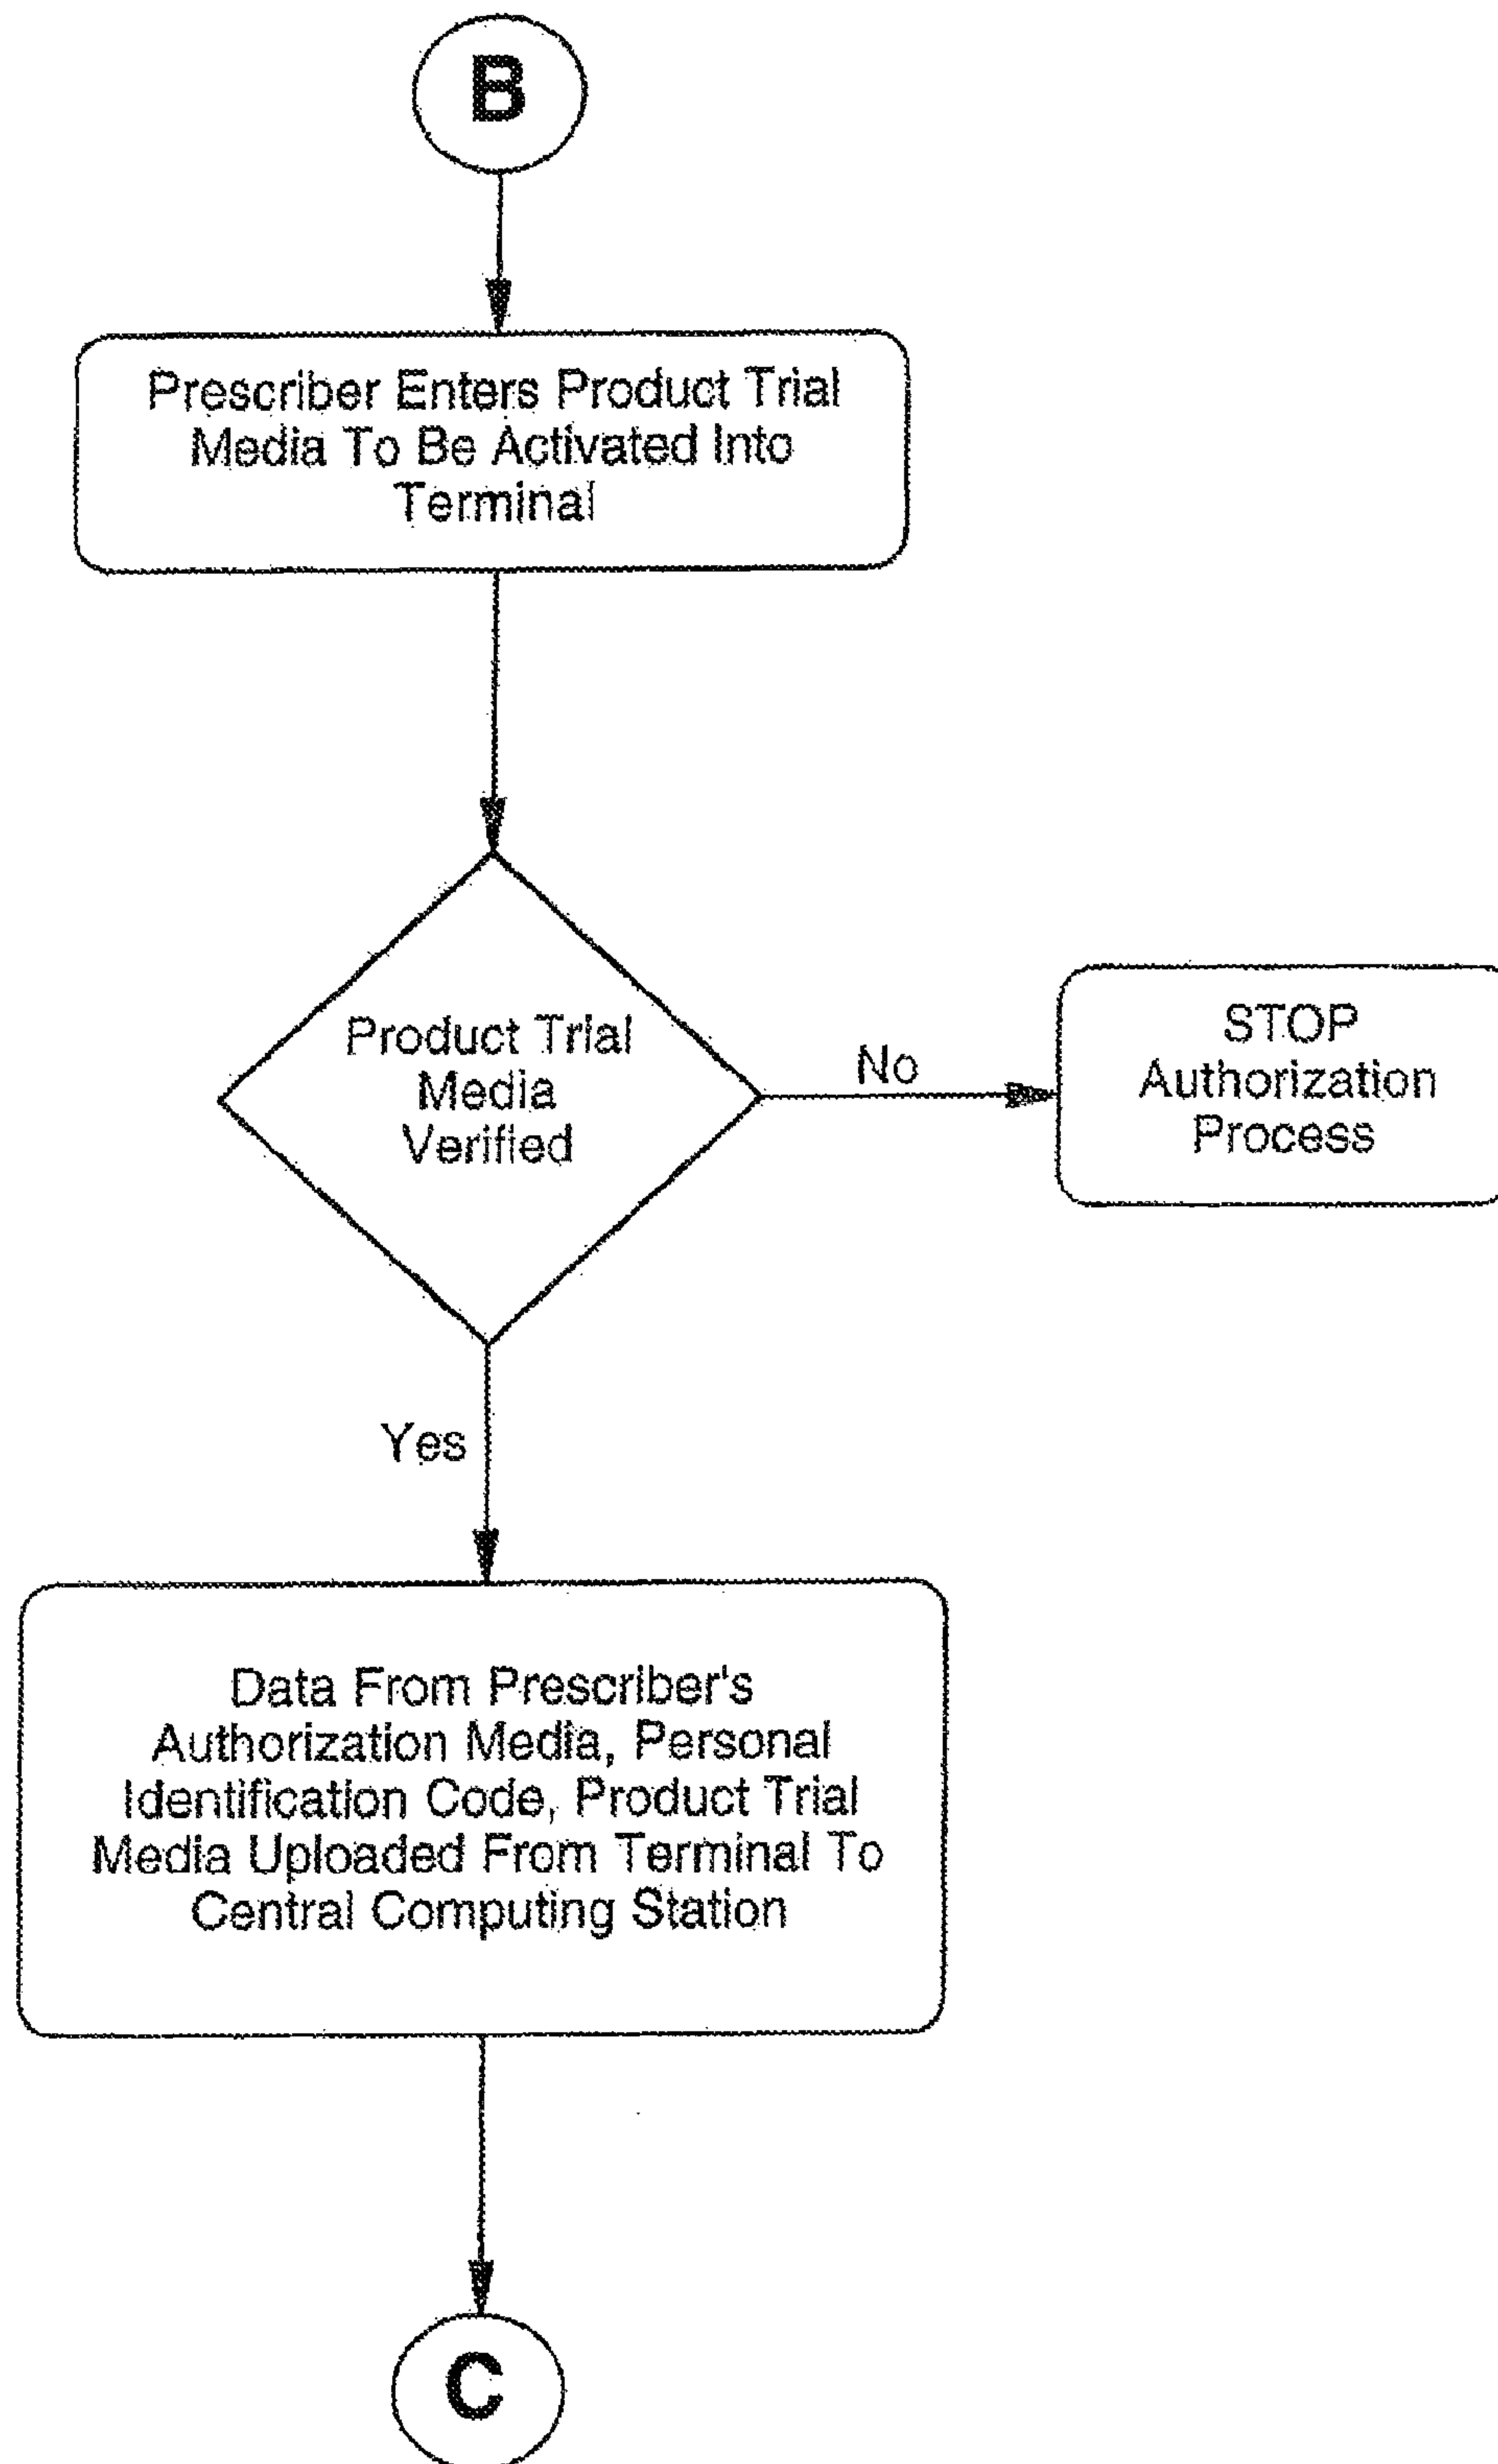 B
Prescriber Enters Product Trial
Media To Be Activated Into
Terminal
Product Trial
Media
Verified
No
STOP
Authorization
Process
Yes
Data From Prescriber's
Authorization Media, Personal
Identification Code, Product Trial
Media Uploaded From Terminal To
Central Computing Station
C